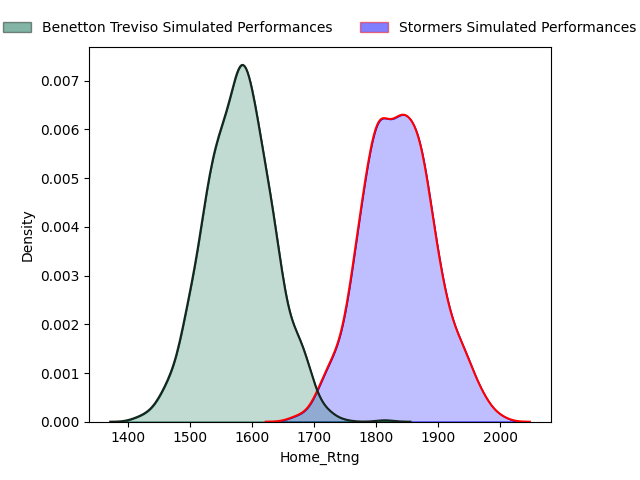 Benetton Treviso Simulated Performances
Stormers Simulated Performances
0.007
0.006
0.005
0.004
0.003
0.002
0.001
0.000
Density
1400 1500 1600 1700 1800 1900 2000
Home_Rtng